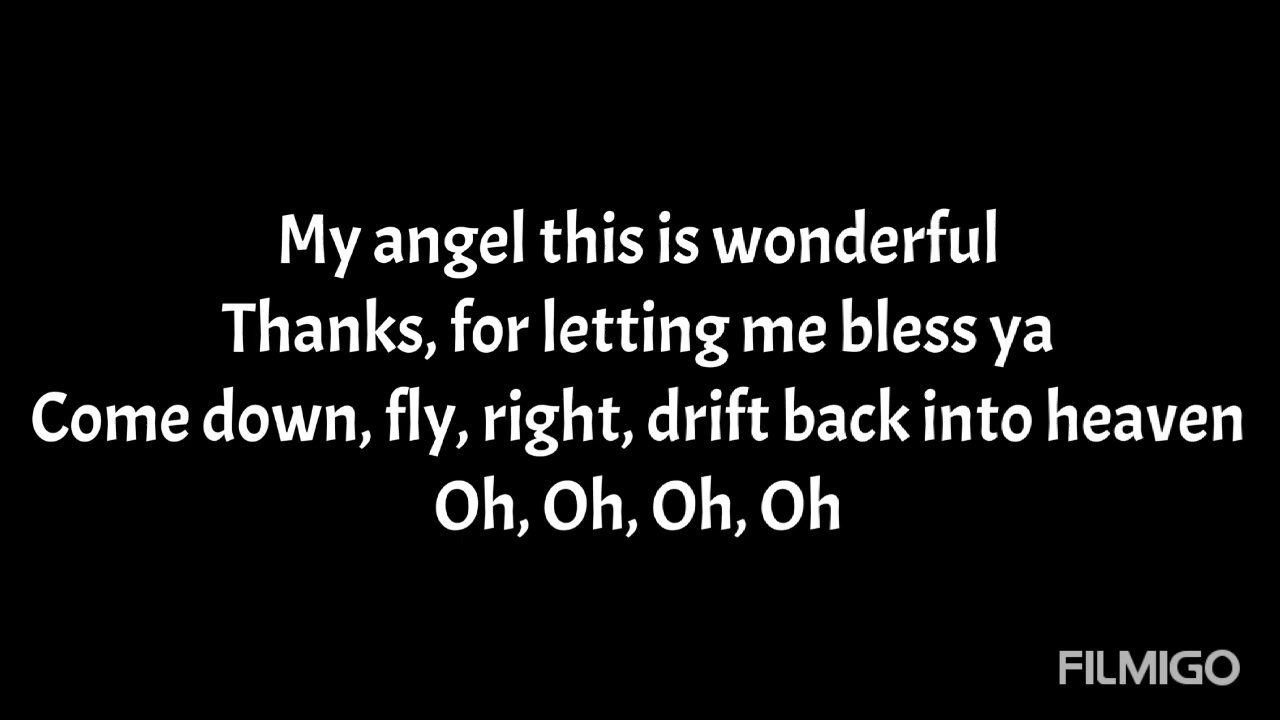 My angel this is wonderful
Thanks, for letting me bless ya
Come down, fly, right, drift back into heaven
Oh, Oh, Oh, Oh
FILMIGO